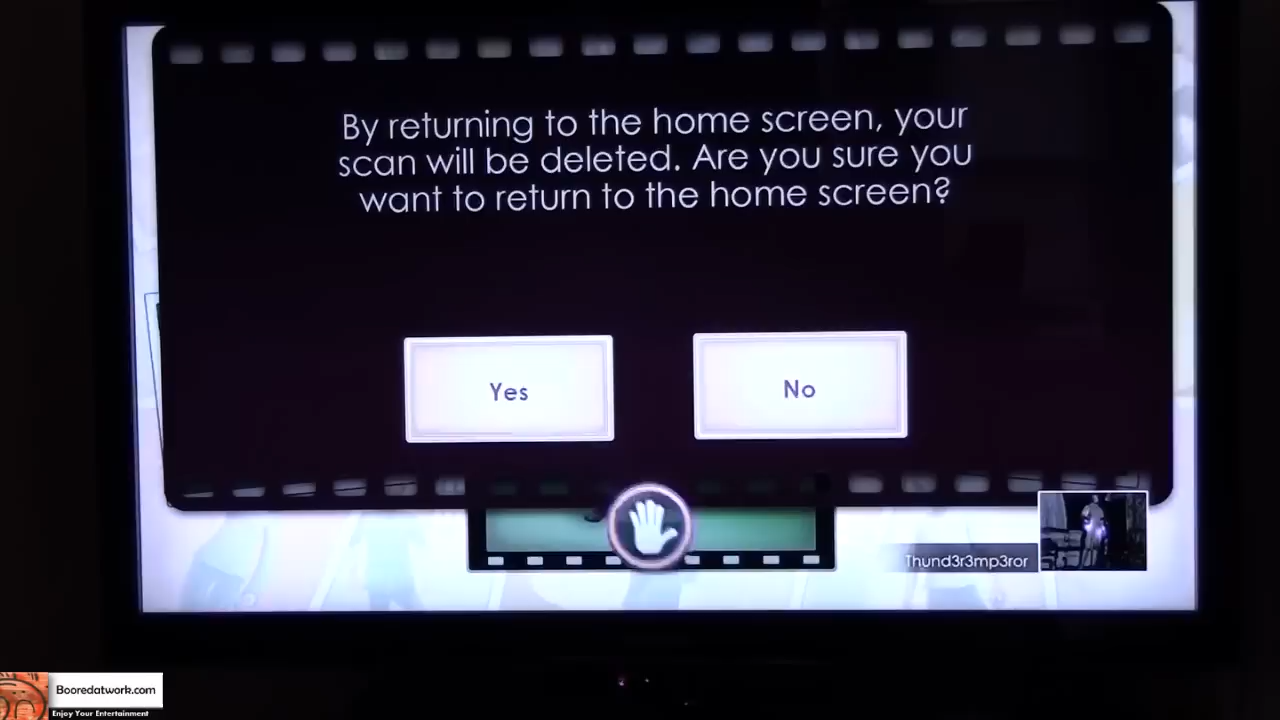 By returning to the home screen, your
scan will be deleted. Are you sure you
want to return to the home screen?
Yes
No
Thund3r3mp3ror
Booredatwork.com
Enjoy Your Entertainment